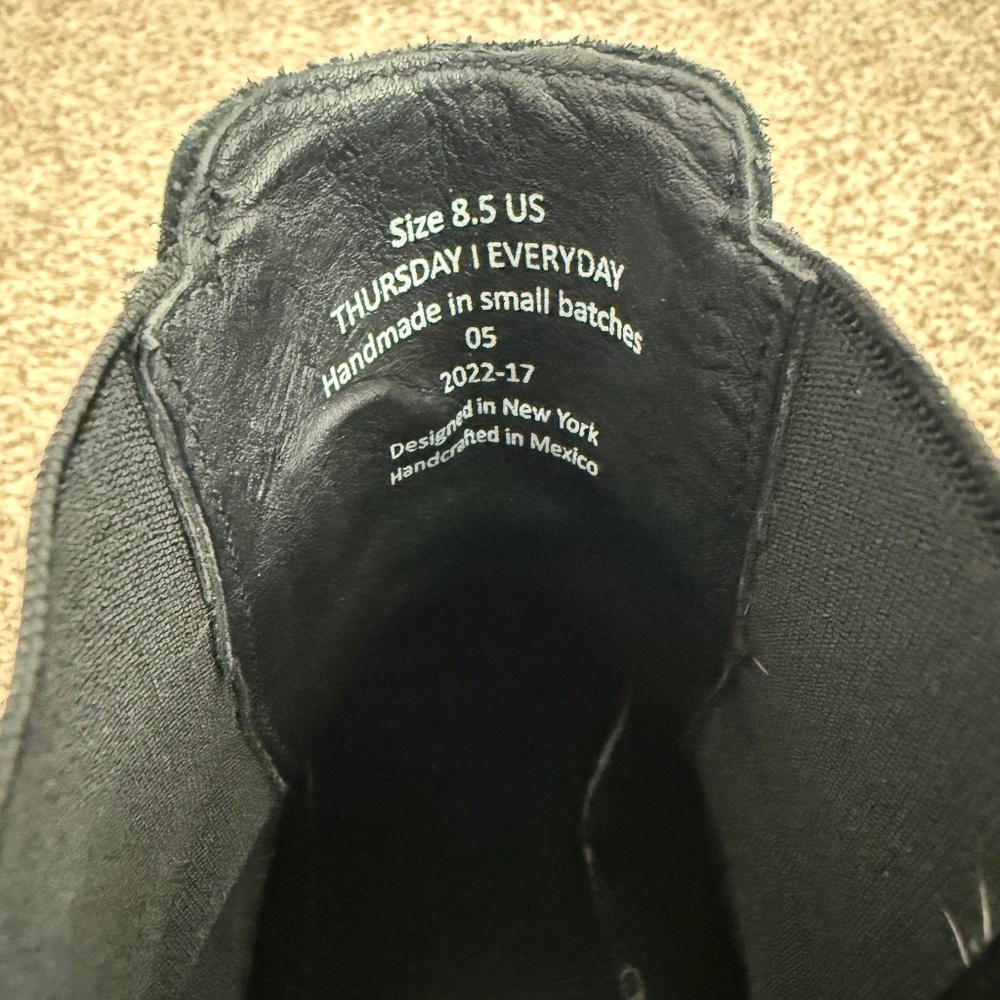 Size 8.5 US
THURSDAY | EVERYDAY
Handmade in small batches
05
2022-17
Designed in New York
Handcrafted in Mexico